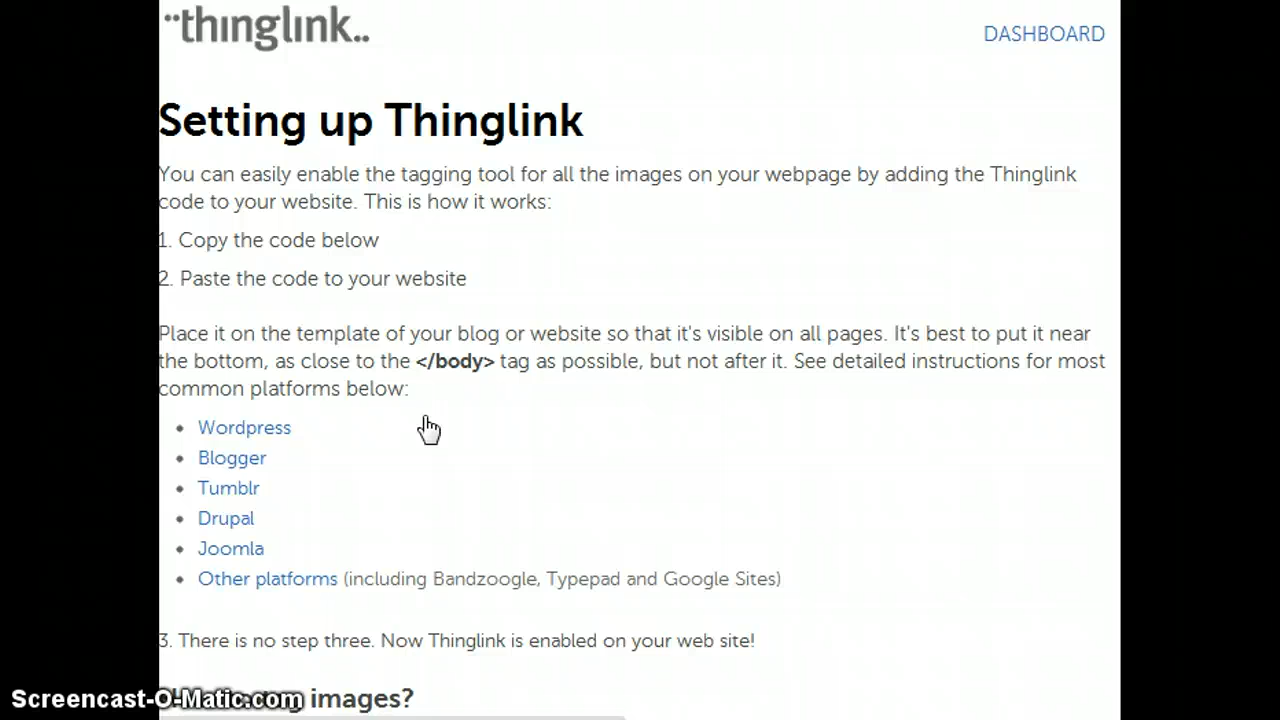 ¨thinglink..
DASHBOARD
Setting up Thinglink
You can easily enable the tagging tool for all the images on your webpage by adding the Thinglink
code to your website. This is how it works:
1. Copy the code below
2. Paste the code to your website
Place it on the template of your blog or website so that it's visible on all pages. It's best to put it near
the bottom, as close to the </body> tag as possible, but not after it. See detailed instructions for most
common platforms below:
• Wordpress
• Blogger
• Tumblr
• Drupal
• Joomla
• Other platforms (including Bandzoogle, Typepad and Google Sites)
3. There is no step three. Now Thinglink is enabled on your web site!
images?
Screencast-O-Matic.com